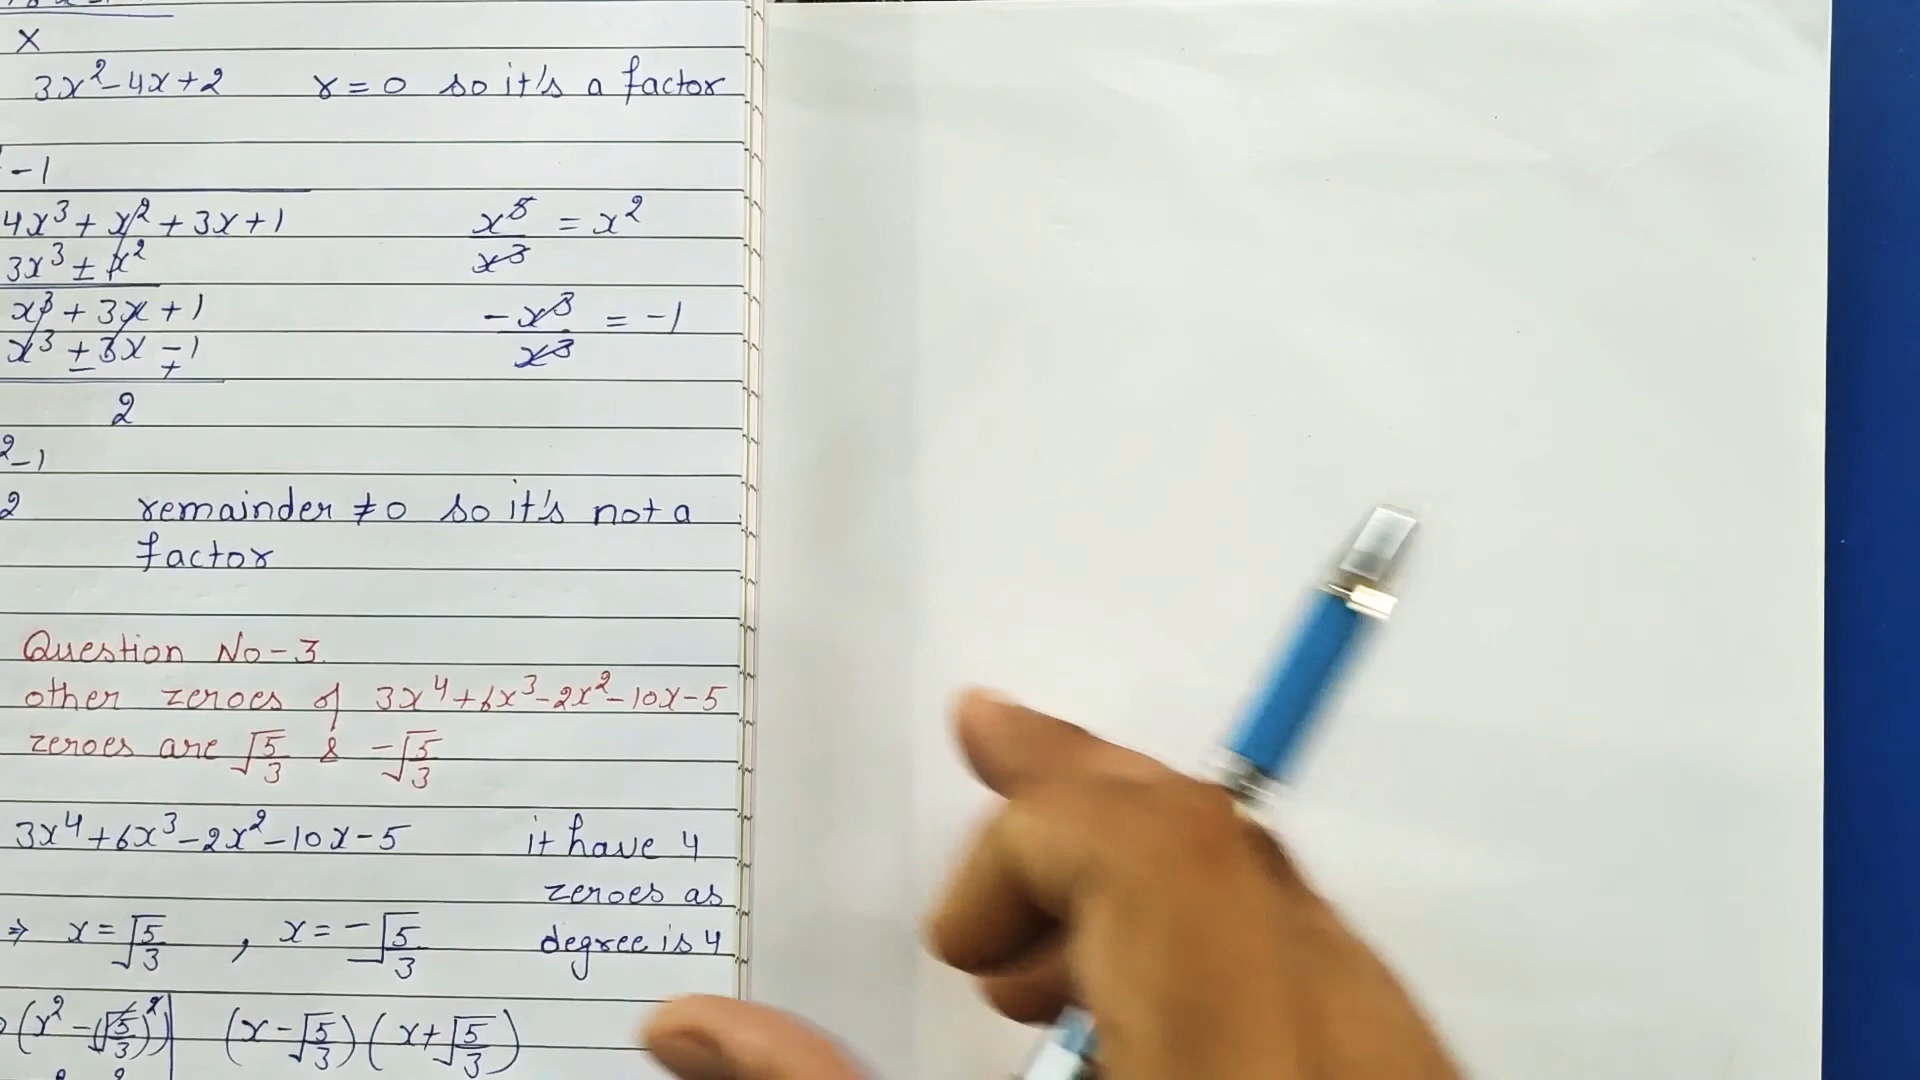 x
3x² - 4x + 2 r = 0 so it's a factor
- 1
4x³ + x² + 3x + 1 x⁵/x³ = x²
3x³ ± x²
x³ + 3x + 1 -x³/x³ = -1
x³ ± 3x - 1
+
2
2 - 1
2 remainder ≠ 0 so it's not a
factor
Question No - 3.
other zeroes of 3x⁴ + 6x³ - 2x² - 10x - 5
zeroes are √5/3 & -√5/3
3x⁴ + 6x³ - 2x² - 10x - 5 it have 4
zeroes as
⇒ x = √5/3 , x = -√5/3 degree is 4
(x² - (√5/3)²) (x - √5/3) (x + √5/3)